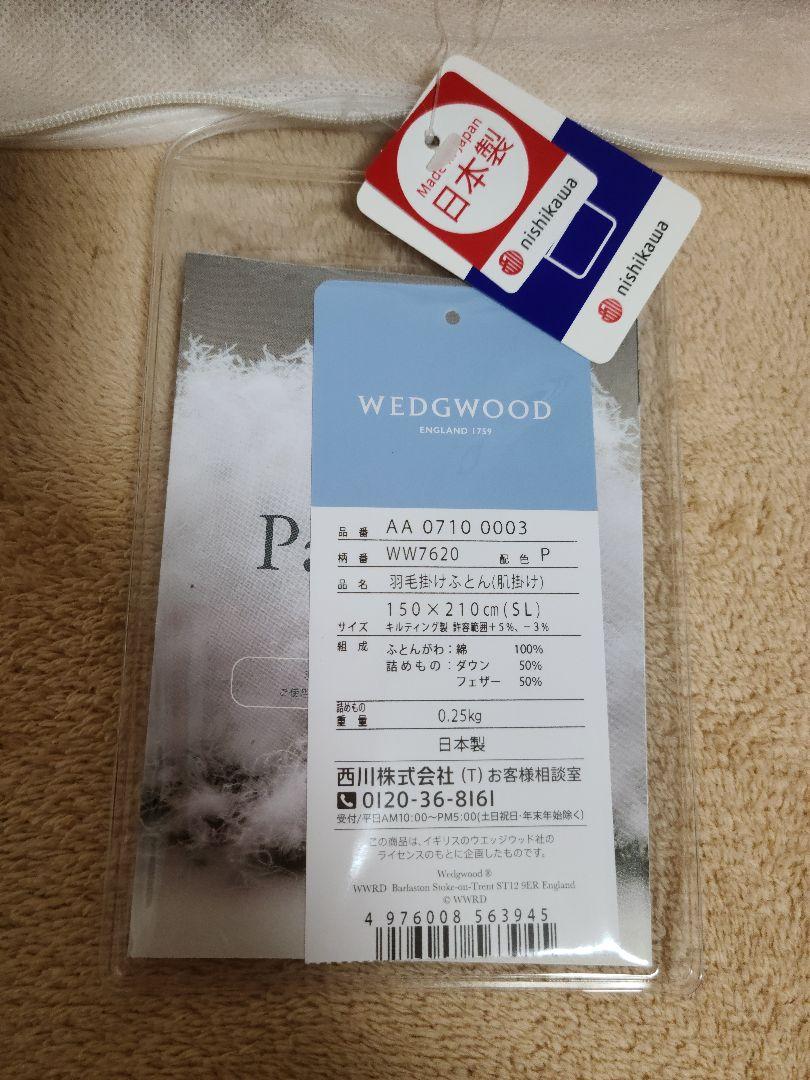 Made in Japan
日本製
nishikawa
nishikawa
WEDGWOOD
ENGLAND 1759
Pa
品番 AA 0710 0003
柄番 WW7620 配色 P
品名 羽毛掛けふとん(肌掛け)
150×210cm(SL)
サイズ キルティング製 許容範囲+5%、-3%
組成 ふとんがわ:綿 100%
詰めもの:ダウン 50%
フェザー 50%
ご使
詰めもの
重量 0.25kg
日本製
西川株式会社(T)お客様相談室
0120-36-8161
受付/平日AM10:00〜PM5:00(土日祝日・年末年始除く)
この商品は、イギリスのウエッジウッド社の
ライセンスのもとに企画したものです。
Wedgwood®
WWRD Barlaston Stoke-on-Trent ST12 9ER England
© WWRD
4 976008 563945